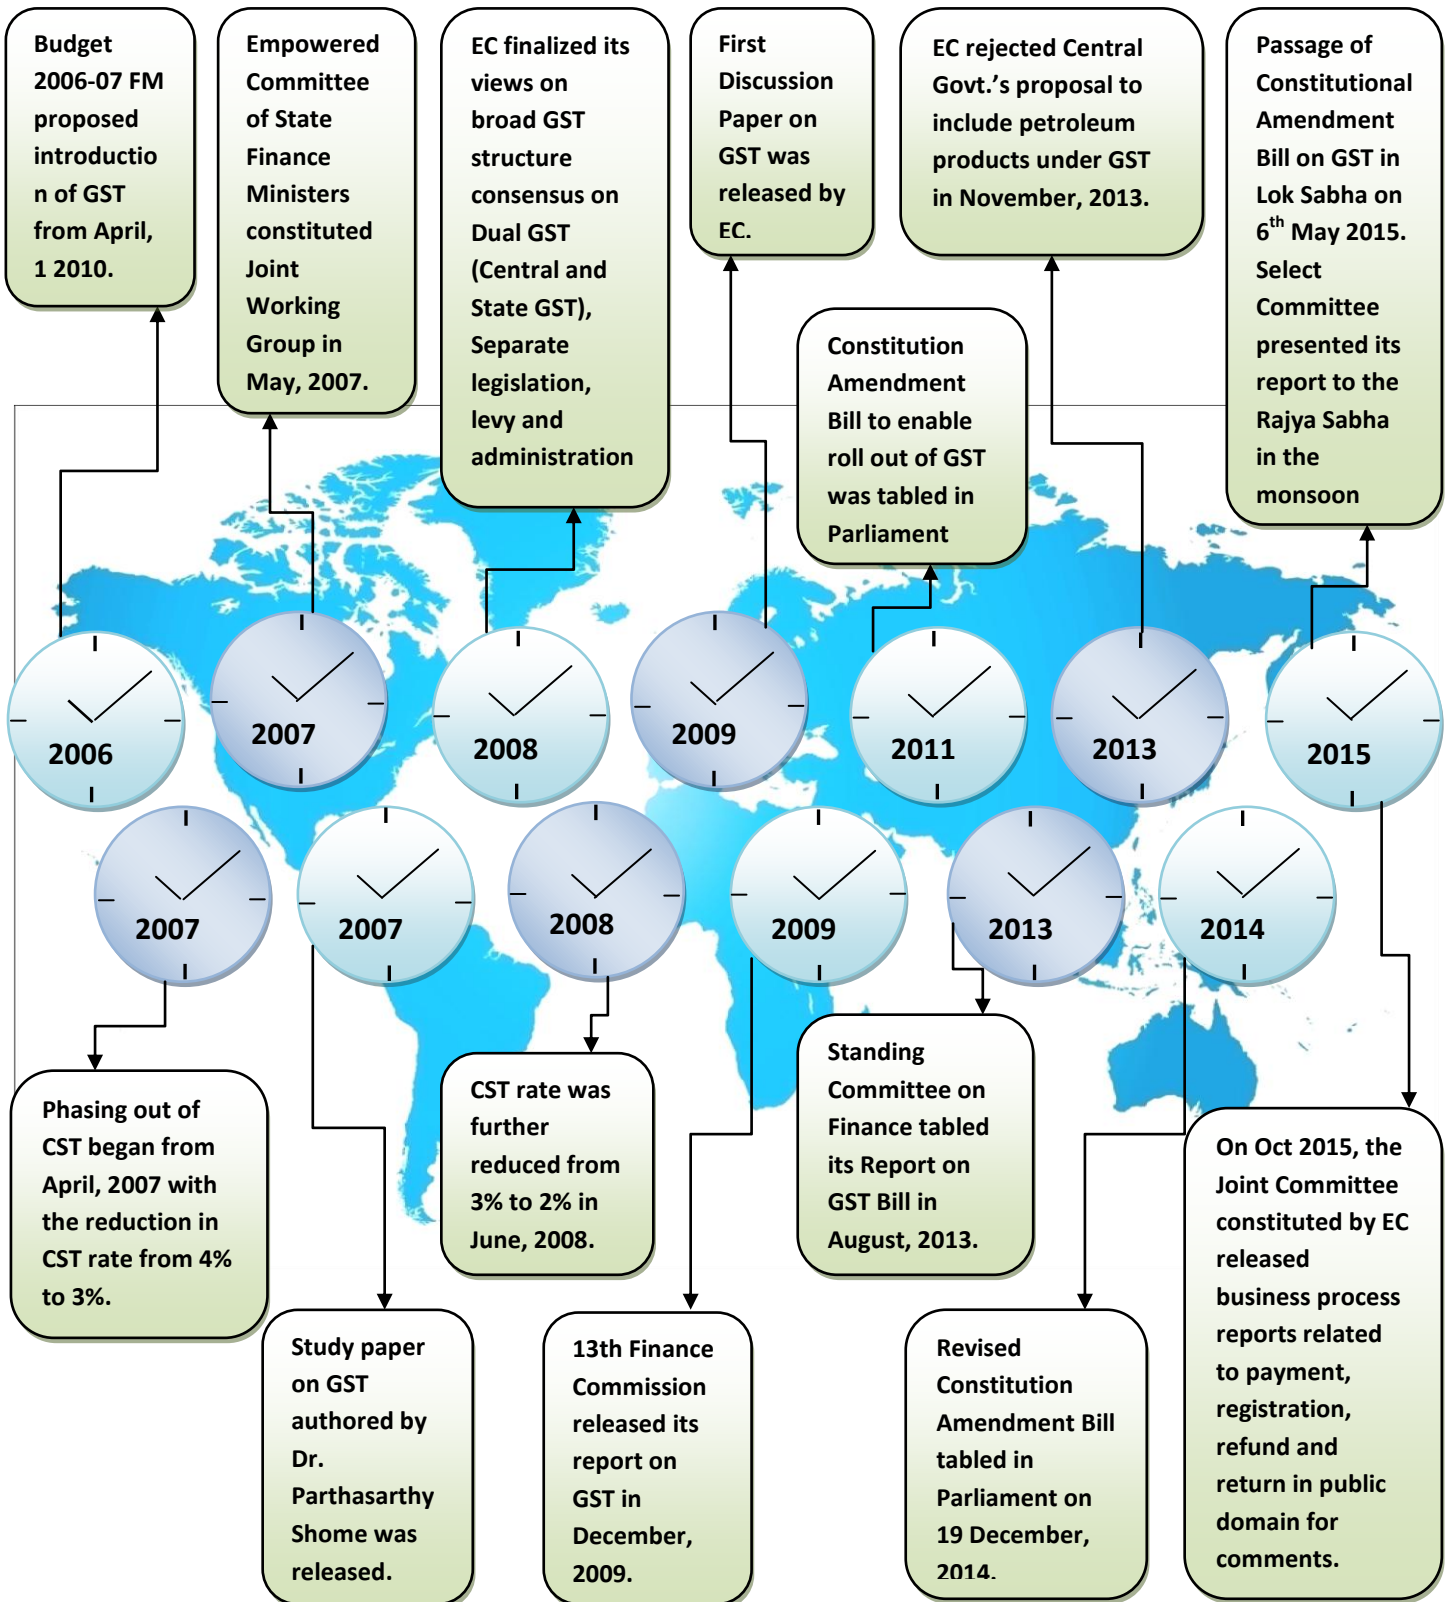 Budget
2006-07 FM
proposed
introductio
n of GST
from April,
1 2010.
Empowered
Committee
of State
Finance
Ministers
constituted
Joint
Working
Group in
May, 2007.
EC finalized its
views on
broad GST
structure
consensus on
Dual GST
(Central and
State GST),
Separate
legislation,
levy and
administration
First
Discussion
Paper on
GST was
released by
EC.
EC rejected Central
Govt.’s proposal to
include petroleum
products under GST
in November, 2013.
Passage of
Constitutional
Amendment
Bill on GST in
Lok Sabha on
6th May 2015.
Select
Committee
presented its
report to the
Rajya Sabha
in the
monsoon
Constitution
Amendment
Bill to enable
roll out of GST
was tabled in
Parliament
2006
2007
2008
2009
2011
2013
2015
2007
2007
2008
2009
2013
2014
Phasing out of
CST began from
April, 2007 with
the reduction in
CST rate from 4%
to 3%.
Study paper
on GST
authored by
Dr.
Parthasarthy
Shome was
released.
CST rate was
further
reduced from
3% to 2% in
June, 2008.
13th Finance
Commission
released its
report on
GST in
December,
2009.
Standing
Committee on
Finance tabled
its Report on
GST Bill in
August, 2013.
Revised
Constitution
Amendment Bill
tabled in
Parliament on
19 December,
2014.
On Oct 2015, the
Joint Committee
constituted by EC
released
business process
reports related
to payment,
registration,
refund and
return in public
domain for
comments.